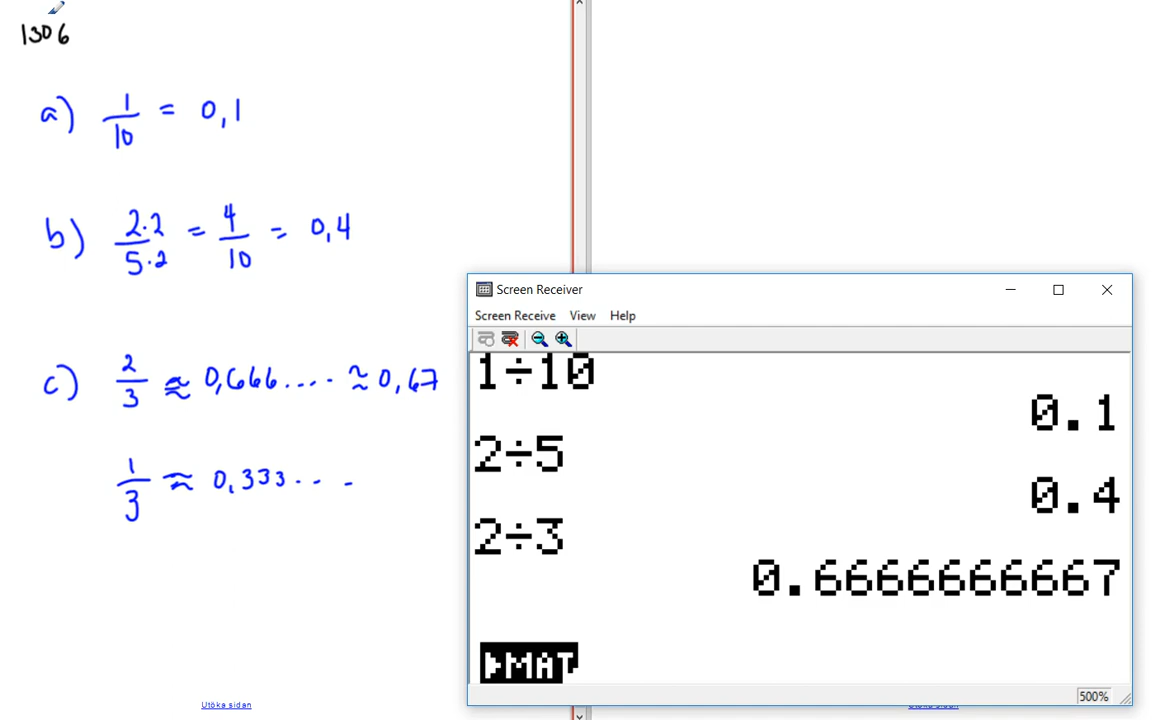 1306
a) 1/10 = 0,1
b) 2·2/5·2 = 4/10 = 0,4
c) 2/3 ≈ 0,666.... ≈ 0,67
1/3 ≈ 0,333.. . .
Screen Receiver
Screen Receive View Help
1÷10
0.1
2÷5
0.4
2÷3
0.6666666667
►MAT
500%
Utöka sidan